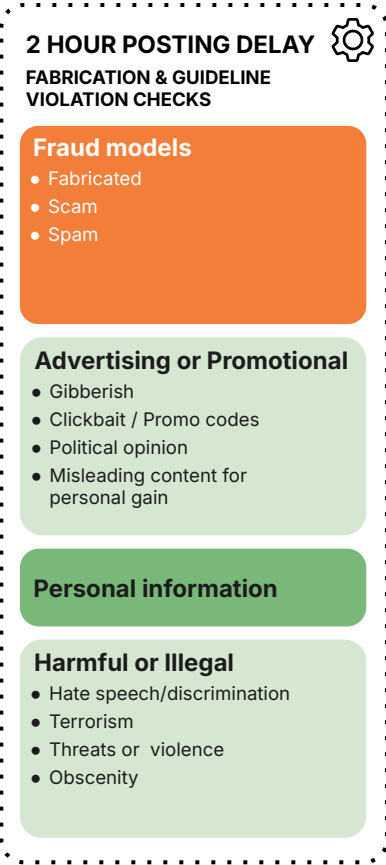 2 HOUR POSTING DELAY
FABRICATION & GUIDELINE
VIOLATION CHECKS
Fraud models
• Fabricated
• Scam
• Spam
Advertising or Promotional
• Gibberish
• Clickbait / Promo codes
• Political opinion
• Misleading content for
personal gain
Personal information
Harmful or Illegal
• Hate speech/discrimination
• Terrorism
• Threats or  violence
• Obscenity